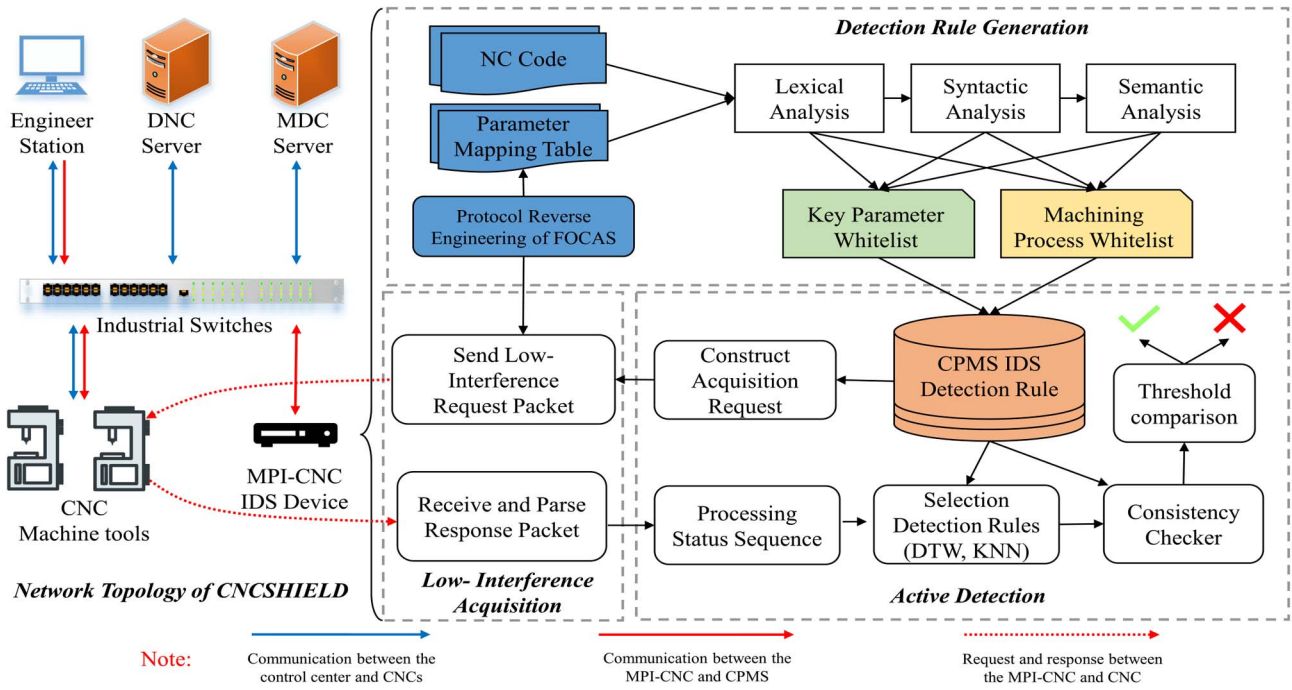 Engineer
Station
DNC
Server
MDC
Server
Industrial Switches
CNC
Machine tools
MPI-CNC
IDS Device
Network Topology of CNCSHIELD
Detection Rule Generation
NC Code
Parameter
Mapping Table
Protocol Reverse
Engineering of FOCAS
Lexical
Analysis
Syntactic
Analysis
Semantic
Analysis
Key Parameter
Whitelist
Machining
Process Whitelist
Send Low-
Interference
Request Packet
Receive and Parse
Response Packet
Low- Interference
Acquisition
Construct
Acquisition
Request
CPMS IDS
Detection Rule
Threshold
comparison
Processing
Status Sequence
Selection
Detection Rules
(DTW, KNN)
Consistency
Checker
Active Detection
Note:
Communication between the
control center and CNCs
Communication between the
MPI-CNC and CPMS
Request and response between
the MPI-CNC and CNC